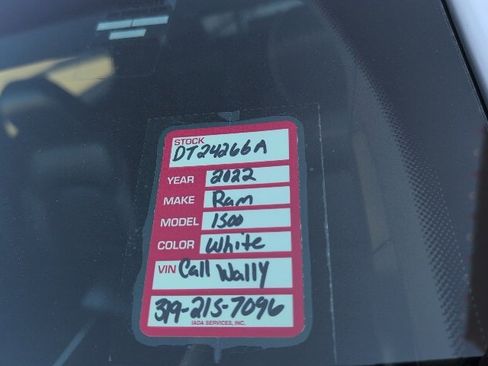 STOCK
DT24266A
YEAR 2022
MAKE Ram
MODEL 1500
COLOR White
VIN Call Wally
319-215-7096
IADA SERVICES, INC.